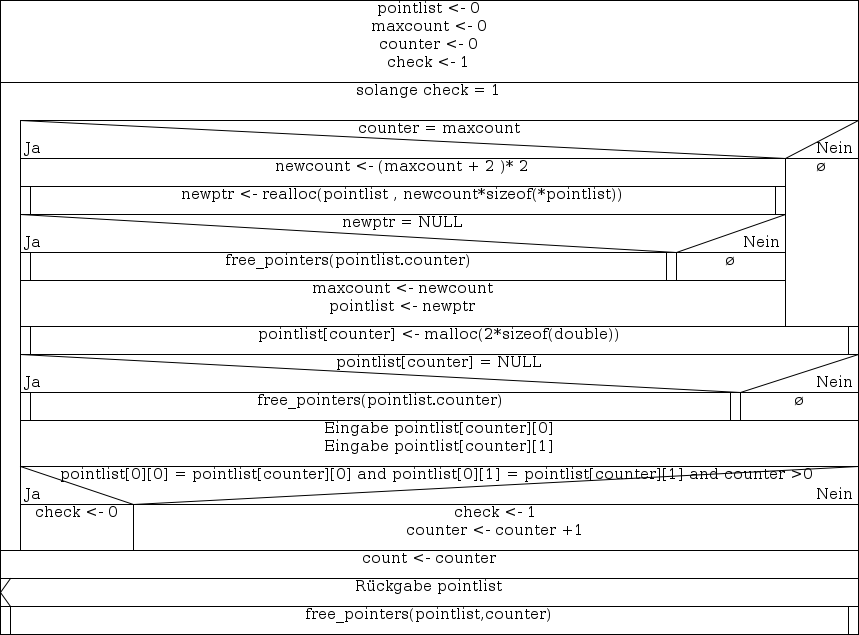 pointlist <- 0
maxcount <- 0
counter <- 0
check <- 1
solange check = 1
counter = maxcount
Ja
Nein
newcount <- (maxcount + 2 )* 2
ø
newptr <- realloc(pointlist , newcount*sizeof(*pointlist))
newptr = NULL
Ja
Nein
free_pointers(pointlist.counter)
ø
maxcount <- newcount
pointlist <- newptr
pointlist[counter] <- malloc(2*sizeof(double))
pointlist[counter] = NULL
Ja
Nein
free_pointers(pointlist.counter)
ø
Eingabe pointlist[counter][0]
Eingabe pointlist[counter][1]
pointlist[0][0] = pointlist[counter][0] and pointlist[0][1] = pointlist[counter][1] and counter >0
Ja
Nein
check <- 0
check <- 1
counter <- counter +1
count <- counter
Rückgabe pointlist
free_pointers(pointlist,counter)